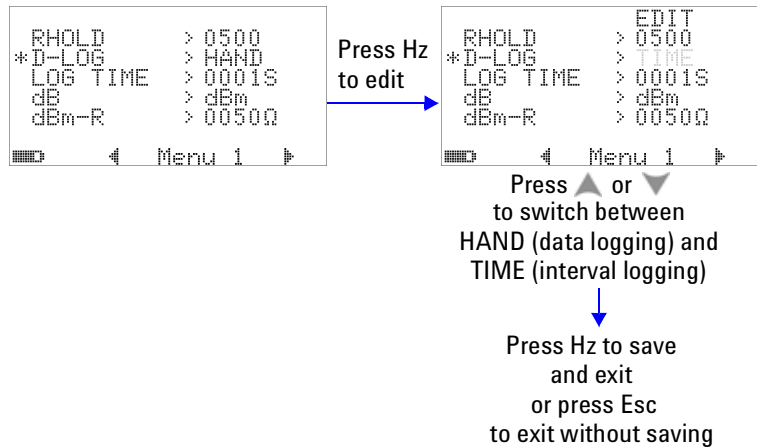 RHOLD > 0500
*D-LOG > HAND
LOG TIME > 0001S
dB > dBm
dBm-R > 0050Ω
Menu 1
Press Hz
to edit
EDIT
RHOLD > 0500
*D-LOG > TIME
LOG TIME > 0001S
dB > dBm
dBm-R > 0050Ω
Menu 1
Press ▲ or ▼
to switch between
HAND (data logging) and
TIME (interval logging)
Press Hz to save
and exit
or press Esc
to exit without saving